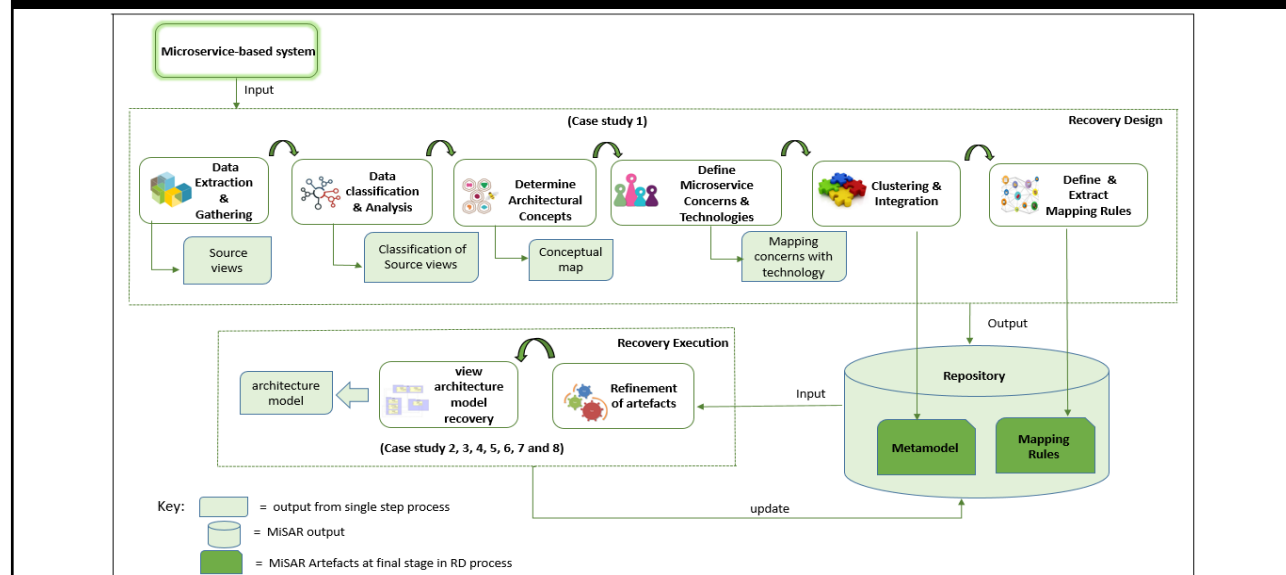 Microservice-based system
Input
(Case study 1)
Recovery Design
Data
Extraction
&
Gathering
Data
classification
& Analysis
Determine
Architectural
Concepts
Define
Microservice
Concerns &
Technologies
Clustering &
Integration
Define &
Extract
Mapping Rules
Source
views
Classification of
Source views
Conceptual
map
Mapping
concerns with
technology
Output
Recovery Execution
architecture
model
view
architecture
model
recovery
Refinement
of artefacts
Input
Repository
Metamodel
Mapping
Rules
(Case study 2, 3, 4, 5, 6, 7 and 8)
update
Key:
= output from single step process
= MiSAR output
= MiSAR Artefacts at final stage in RD process